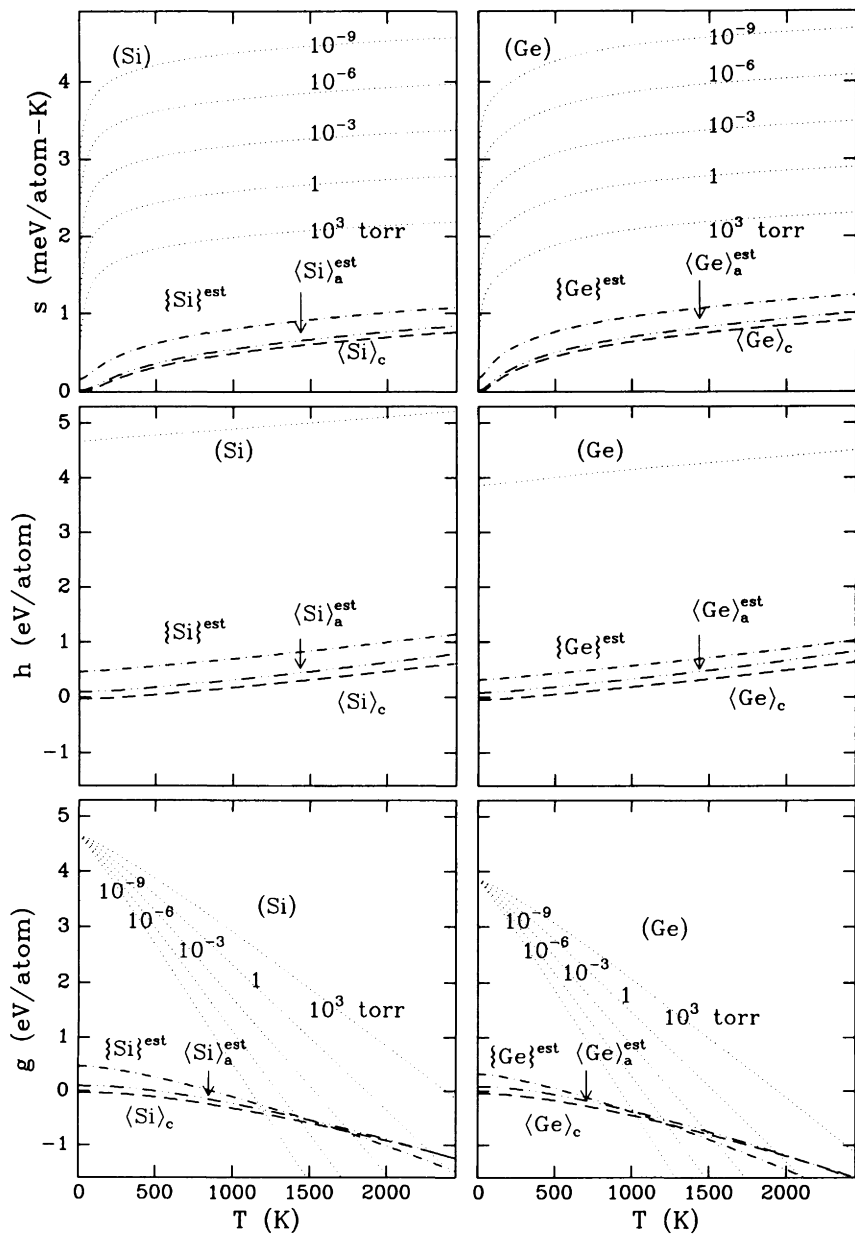 (Si)
10⁻⁹
10⁻⁶
10⁻³
1
10³ torr
⟨Si⟩ₐᵉˢᵗ
{Si}ᵉˢᵗ
⟨Si⟩c
s (meV/atom−K)
4
3
2
1
0
(Ge)
10⁻⁹
10⁻⁶
10⁻³
1
10³ torr
⟨Ge⟩ₐᵉˢᵗ
{Ge}ᵉˢᵗ
⟨Ge⟩c
(Si)
⟨Si⟩ₐᵉˢᵗ
{Si}ᵉˢᵗ
⟨Si⟩c
h (eV/atom)
5
4
3
2
1
0
−1
(Ge)
⟨Ge⟩ₐᵉˢᵗ
{Ge}ᵉˢᵗ
⟨Ge⟩c
g (eV/atom)
5
4
3
2
1
0
−1
10⁻⁹
(Si)
10⁻⁶
10⁻³
1
10³ torr
{Si}ᵉˢᵗ
⟨Si⟩ₐᵉˢᵗ
⟨Si⟩c
0 500 1000 1500 2000
T (K)
10⁻⁹
(Ge)
10⁻⁶
10⁻³
1
10³ torr
{Ge}ᵉˢᵗ
⟨Ge⟩ₐᵉˢᵗ
⟨Ge⟩c
0 500 1000 1500 2000
T (K)